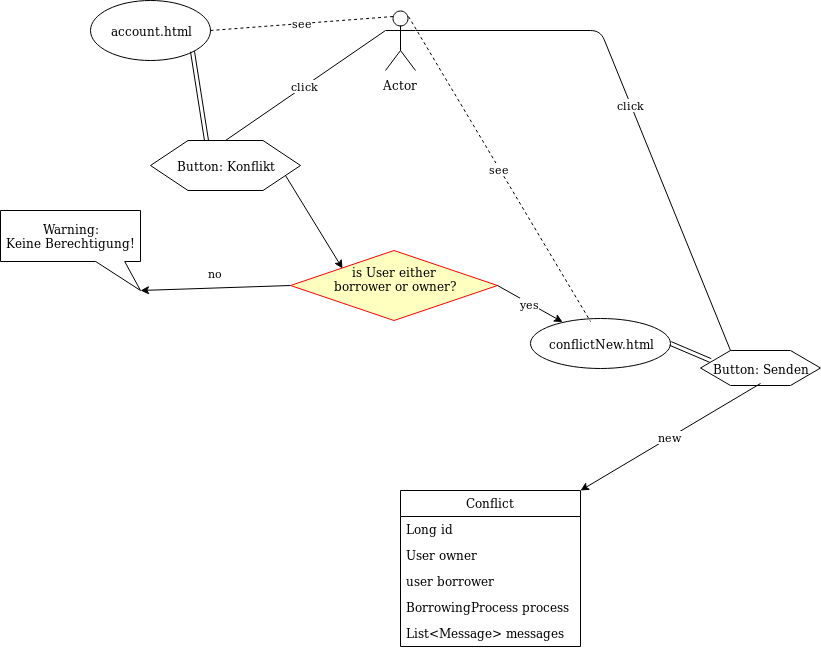 account.html
see
Actor
click
click
Button: Konflikt
see
Warning:
Keine Berechtigung!
no
is User either
borrower or owner?
yes
conflictNew.html
Button: Senden
new
Conflict
Long id
User owner
user borrower
BorrowingProcess process
List<Message> messages